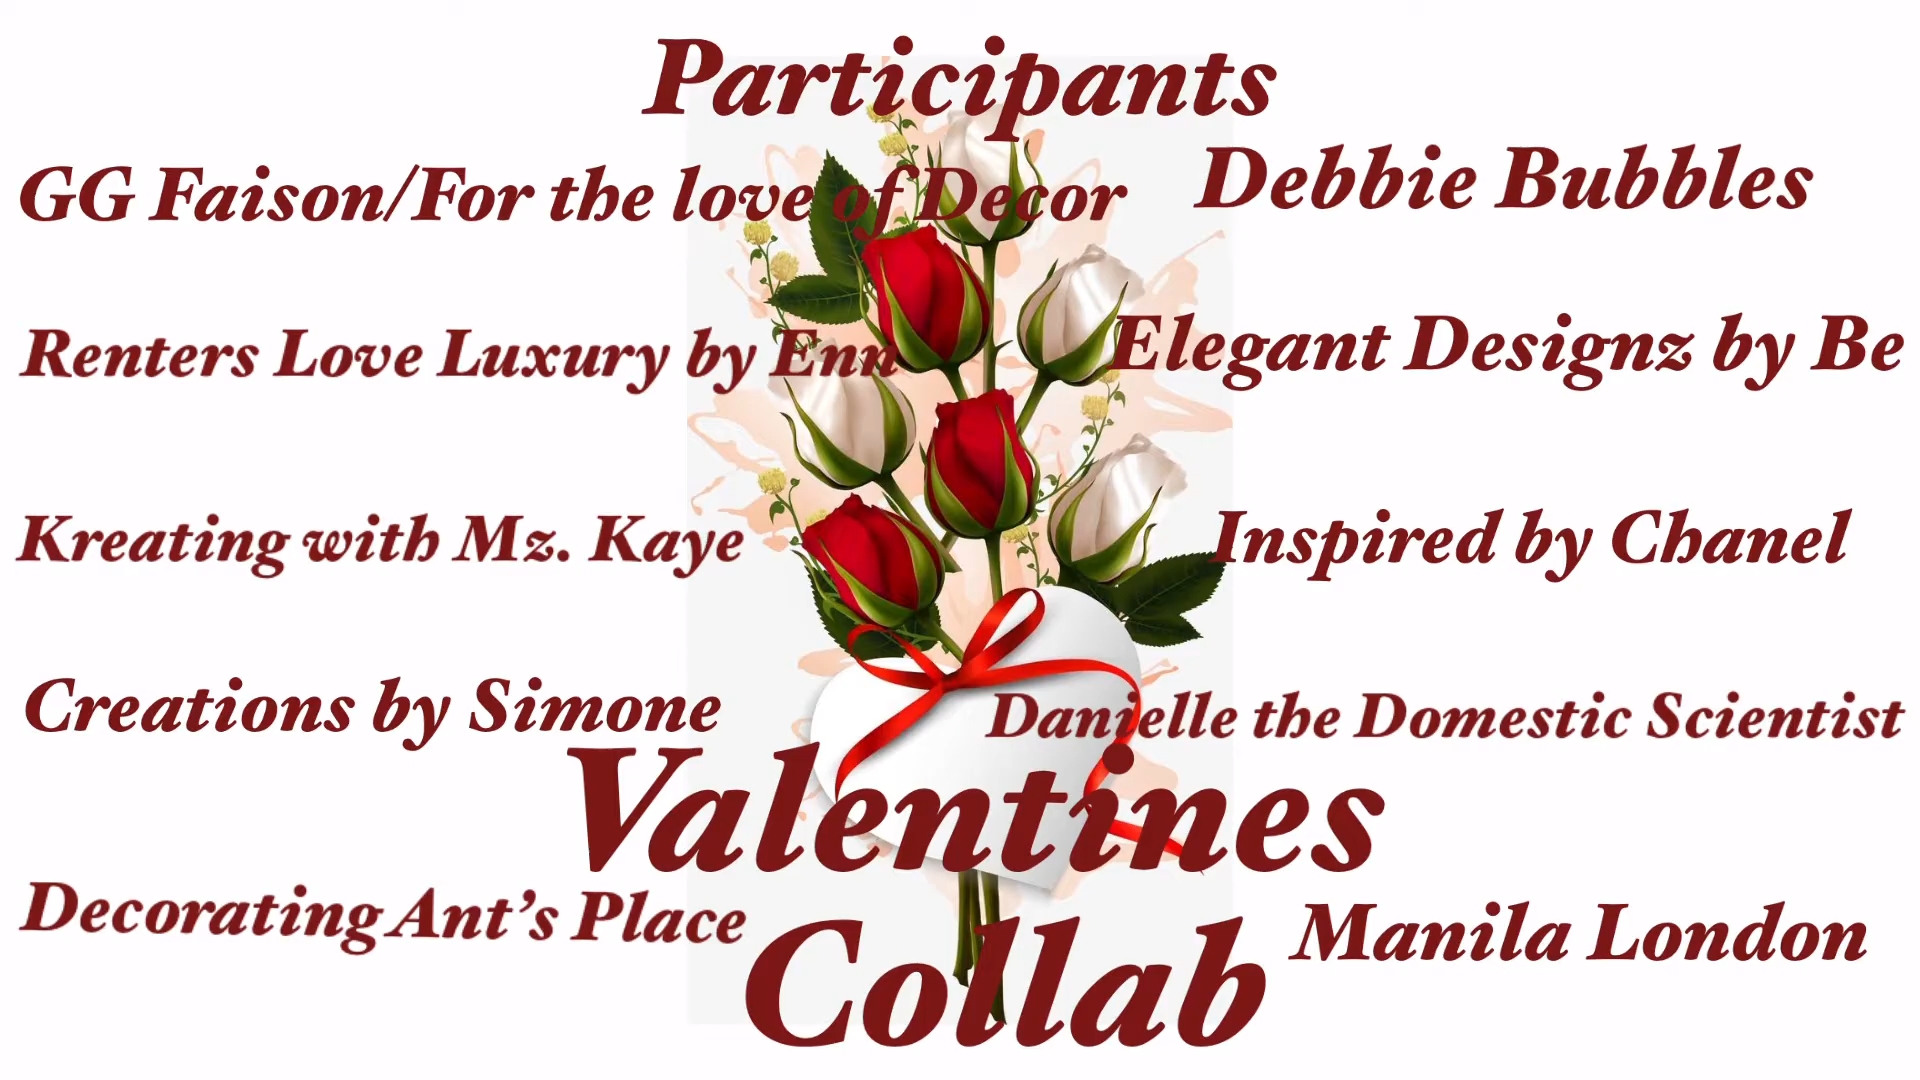 Participants
GG Faison/For the love of Decor
Debbie Bubbles
Renters Love Luxury by Enn
Elegant Designz by Be
Kreating with Mz. Kaye
Inspired by Chanel
Creations by Simone
Danielle the Domestic Scientist
Valentines
Decorating Ant’s Place
Manila London
Collab